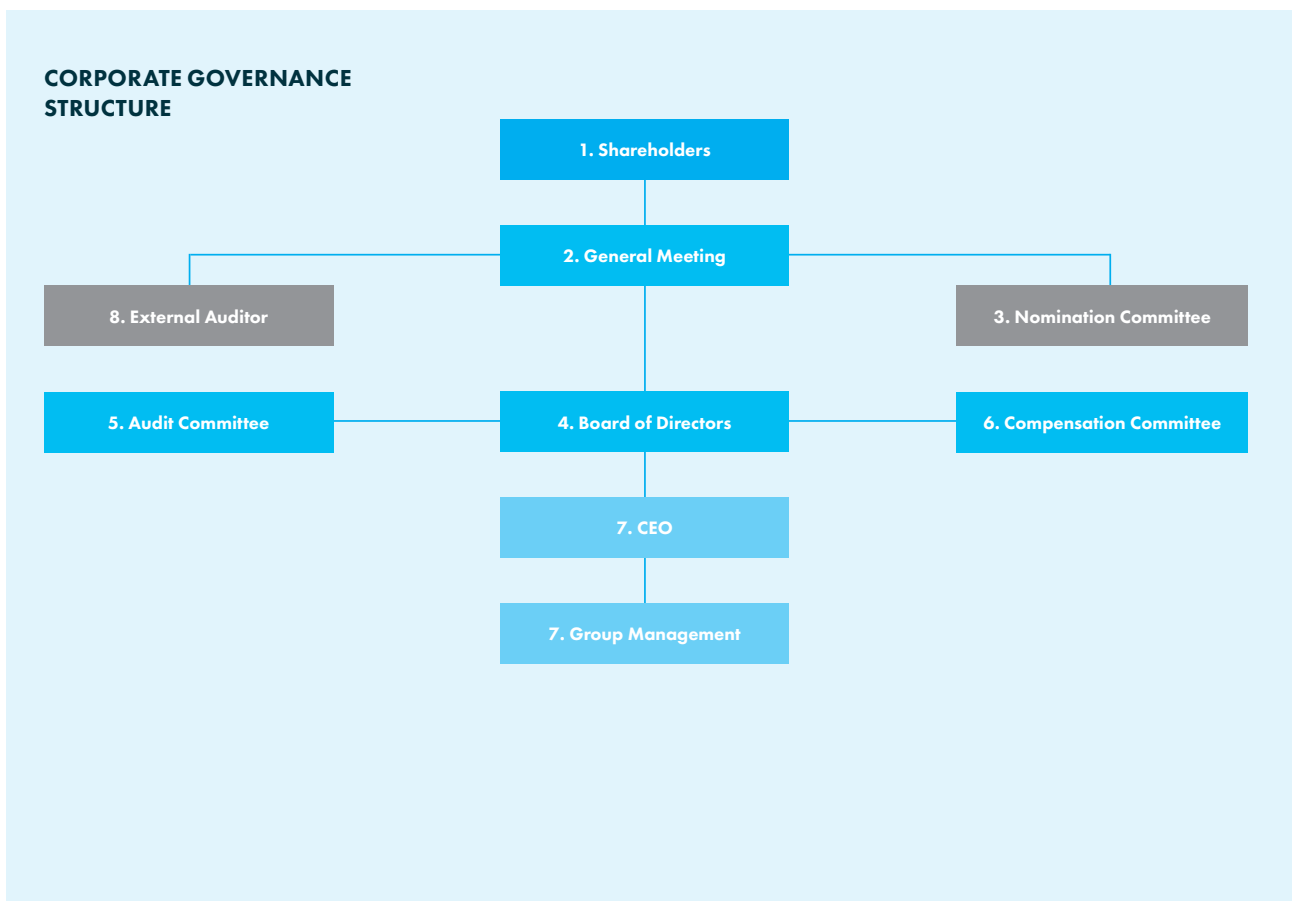 CORPORATE GOVERNANCE
STRUCTURE
1. Shareholders
2. General Meeting
8. External Auditor
3. Nomination Committee
5. Audit Committee
4. Board of Directors
6. Compensation Committee
7. CEO
7. Group Management